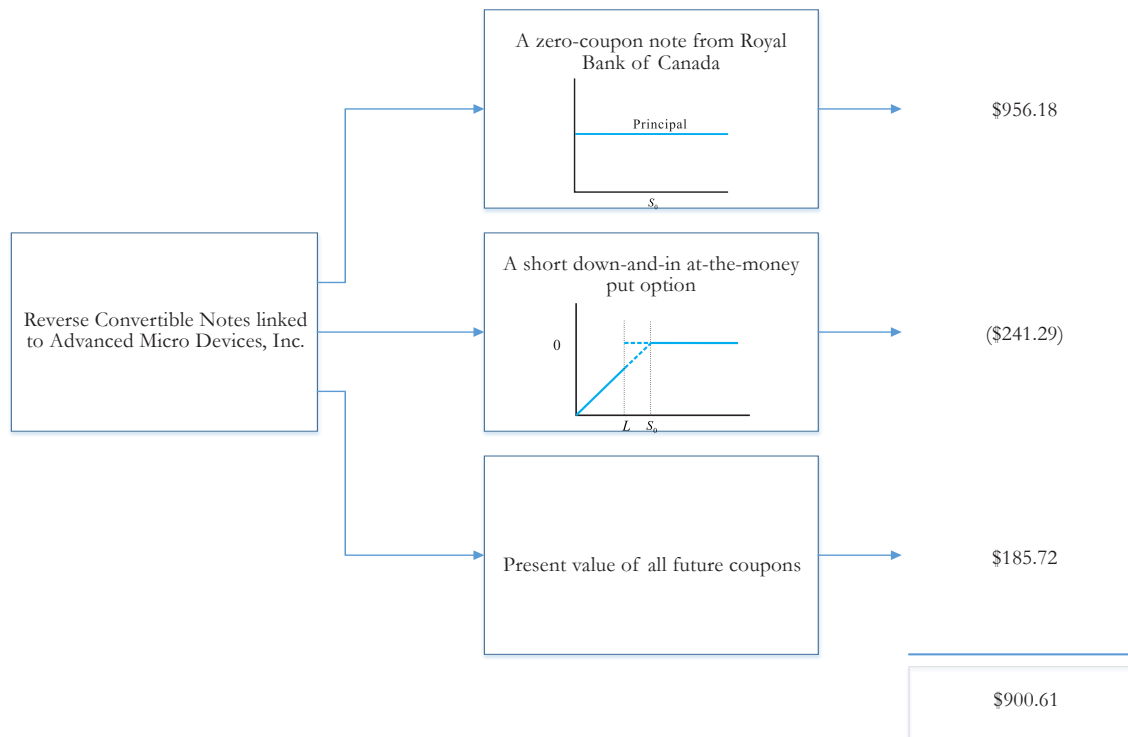 A zero-coupon note from Royal
Bank of Canada
Principal
S₀
$956.18
Reverse Convertible Notes linked
to Advanced Micro Devices, Inc.
A short down-and-in at-the-money
put option
0
L S₀
($241.29)
Present value of all future coupons
$185.72
$900.61